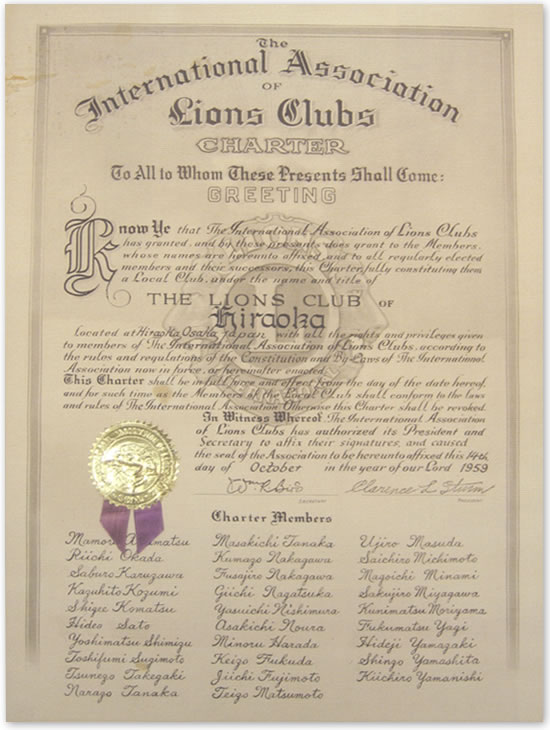 The
International Association
OF
Lions Clubs
CHARTER
To All to Whom These Presents Shall Come:
GREETING
Know Ye that The International Association of Lions Clubs
has granted, and by these presents does grant to the Members,
whose names are hereunto affixed, and to all regularly elected
members and their successors, this Charter, fully constituting them
a Local Club, under the name and title of
THE LIONS CLUB OF
Hiraoka
Located at Hiraoka, Osaka, Japan with all the rights and privileges given
to members of The International Association of Lions Clubs, according to
the rules and regulations of the Constitution and By-Laws of The International
Association now in force, or hereafter enacted.
This Charter shall be in full force and effect from the day of the date hereof,
and for such time as the Members of the Local Club shall conform to the laws
and rules of The International Association. Otherwise this Charter shall be revoked.
In Witness Whereof The International Association
of Lions Clubs has authorized its President and
Secretary to affix their signatures, and caused
the seal of the Association to be hereunto affixed this 14th
day of October in the year of our Lord 1959
Wm R Bird Clarence L. Sturm
SECRETARY PRESIDENT
Charter Members
Mamoru Masakichi Tanaka Ujiro Masuda
Riichi Okada Kumazo Nakagawa Saichiro Michimoto
Saburo Karuzawa Fusajiro Nakagawa Magoichi Minami
Kazuhito Kozumi Giichi Nagatsuka Sakujiro Miyagawa
Shigee Komatsu Yasuichi Nishimura Kunimatsu Moriyama
Hideo Sato Asakichi Noura Fukumatsu Yagi
Yoshimatsu Shimizu Minoru Harada Hideji Yamazaki
Toshifumi Sugimoto Keizo Fukuda Shingo Yamashita
Tsunezo Takegaki Jiichi Fujimoto Kiichiro Yamanishi
Narazo Tanaka Teigo Matsumoto